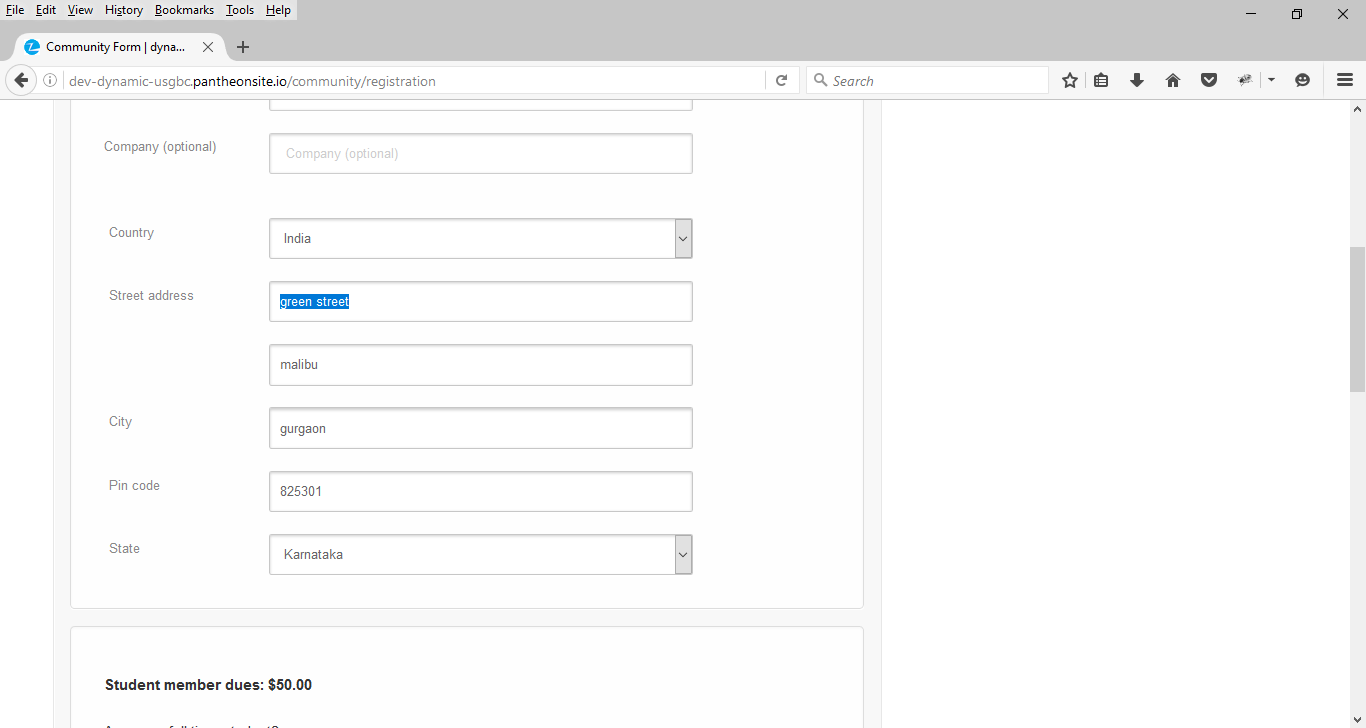 File Edit View History Bookmarks Tools Help
Community Form | dyna...
dev-dynamic-usgbc.pantheonsite.io/community/registration
Search
Company (optional)
Company (optional)
Country
India
Street address
green street
malibu
City
gurgaon
Pin code
825301
State
Karnataka
Student member dues: $50.00